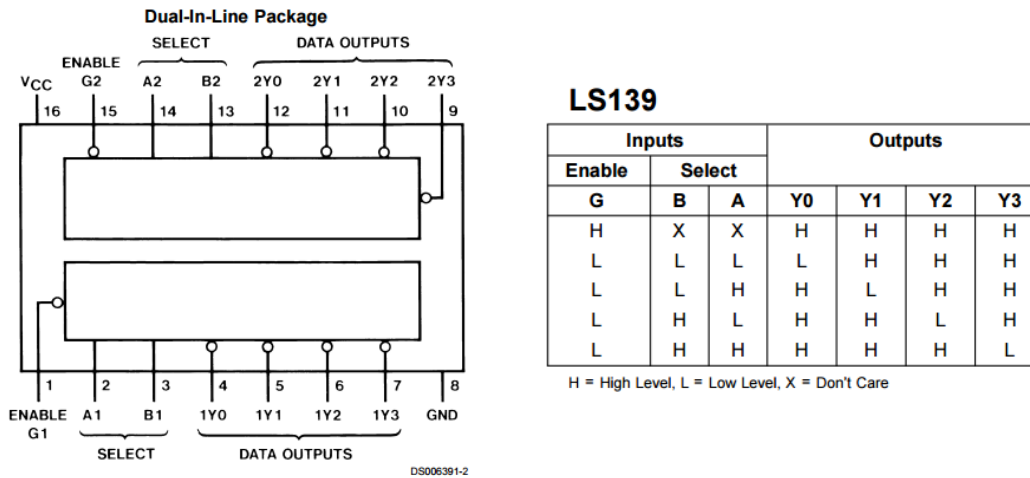 Dual-In-Line Package
SELECT DATA OUTPUTS
ENABLE
VCC G2 A2 B2 2Y0 2Y1 2Y2 2Y3
16 15 14 13 12 11 10 9
1 2 3 4 5 6 7 8
ENABLE A1 B1 1Y0 1Y1 1Y2 1Y3 GND
G1
SELECT DATA OUTPUTS
DS006391-2
LS139
Inputs Outputs
Enable Select
G B A Y0 Y1 Y2 Y3
H X X H H H H
L L L L H H H
L L H H L H H
L H L H H L H
L H H H H H L
H = High Level, L = Low Level, X = Don't Care